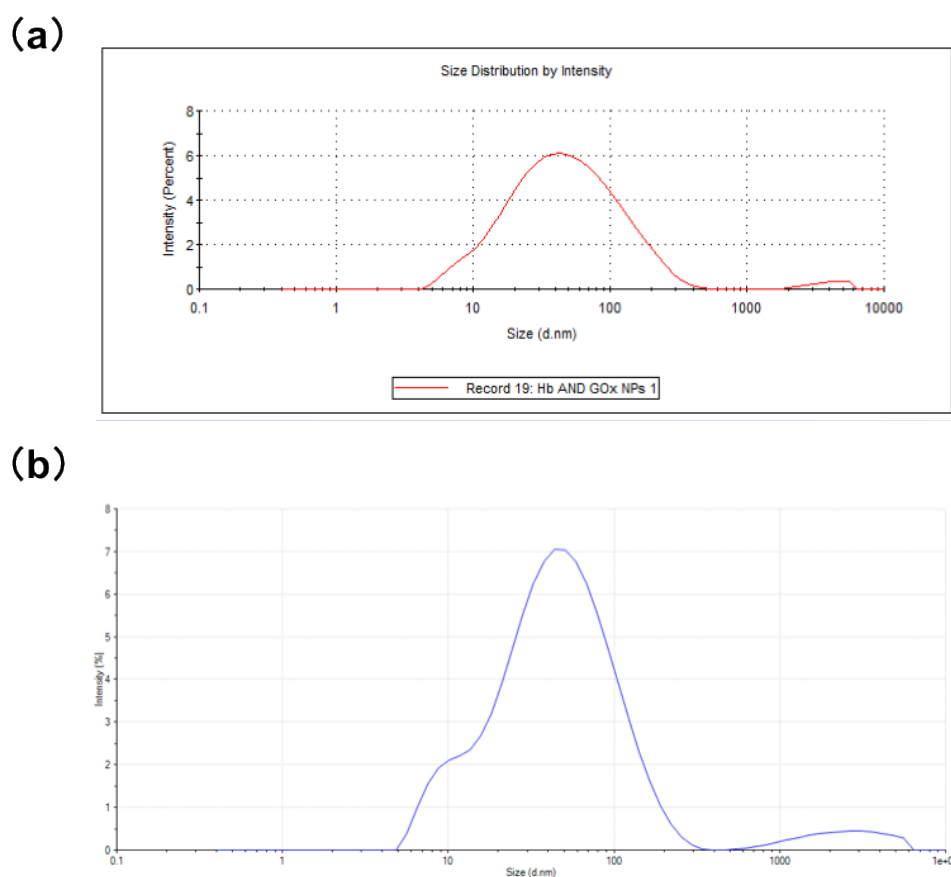 (a)
Size Distribution by Intensity
Intensity (Percent)
8
6
4
2
0
0.1 1 10 100 1000 10000
Size (d.nm)
Record 19: Hb AND GOx NPs 1
(b)
Intensity [%]
8
7
6
5
4
3
2
1
0
0.1 1 10 100 1000 1e+0
Size (d.nm)